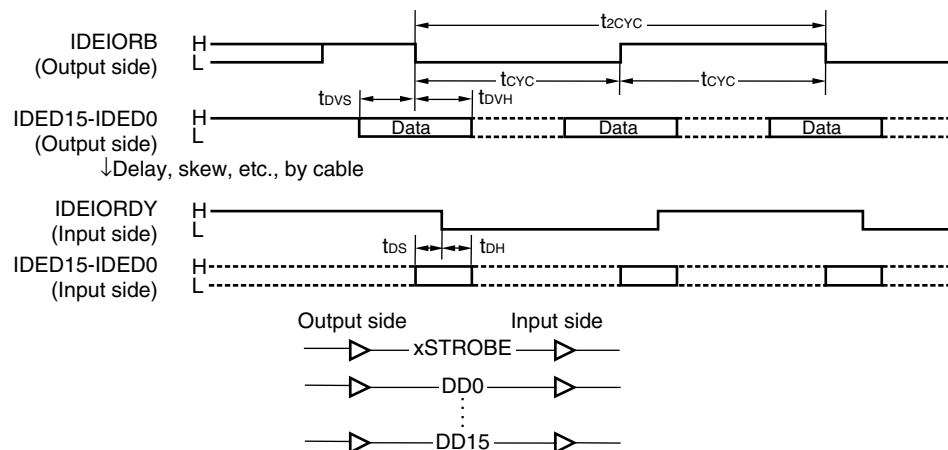 t2CYC
IDEIORB
(Output side)
H
L
tCYC
tCYC
tDVS
tDVH
IDED15-IDED0
(Output side)
H
L
Data
Data
Data
↓Delay, skew, etc., by cable
IDEIORDY
(Input side)
H
L
tDS
tDH
IDED15-IDED0
(Input side)
H
L
Output side
Input side
xSTROBE
DD0
DD15